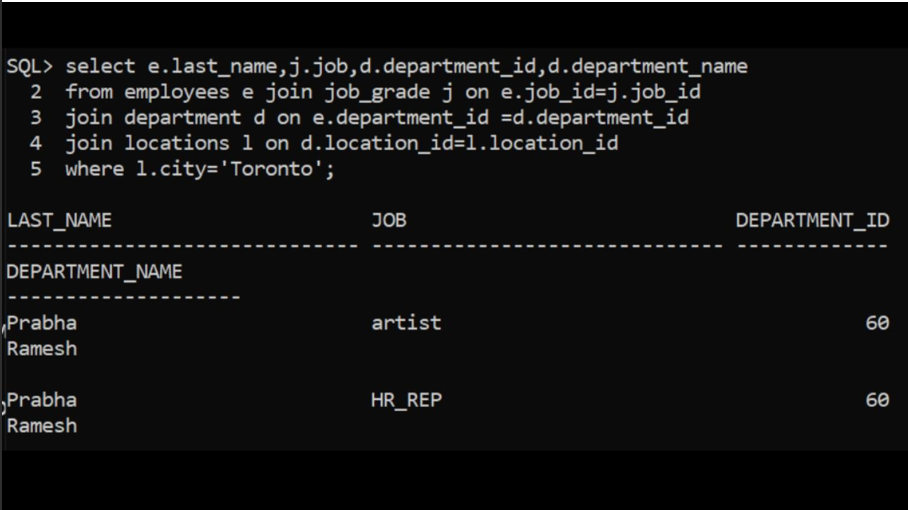 SQL> select e.last_name,j.job,d.department_id,d.department_name
2 from employees e join job_grade j on e.job_id=j.job_id
3 join department d on e.department_id =d.department_id
4 join locations l on d.location_id=l.location_id
5 where l.city='Toronto';
LAST_NAME JOB DEPARTMENT_ID
------------------------------ ------------------------------ -------------
DEPARTMENT_NAME
--------------------
Prabha artist 60
Ramesh
Prabha HR_REP 60
Ramesh